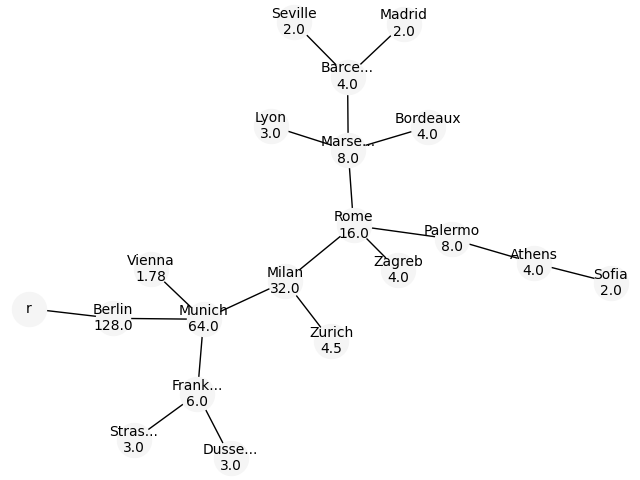 Seville
2.0
Madrid
2.0
Barce...
4.0
Lyon
3.0
Bordeaux
4.0
Marse...
8.0
Rome
16.0
Palermo
8.0
Zagreb
4.0
Athens
4.0
Sofia
2.0
Vienna
1.78
Milan
32.0
r
Berlin
128.0
Munich
64.0
Zurich
4.5
Frank...
6.0
Stras...
3.0
Dusse...
3.0